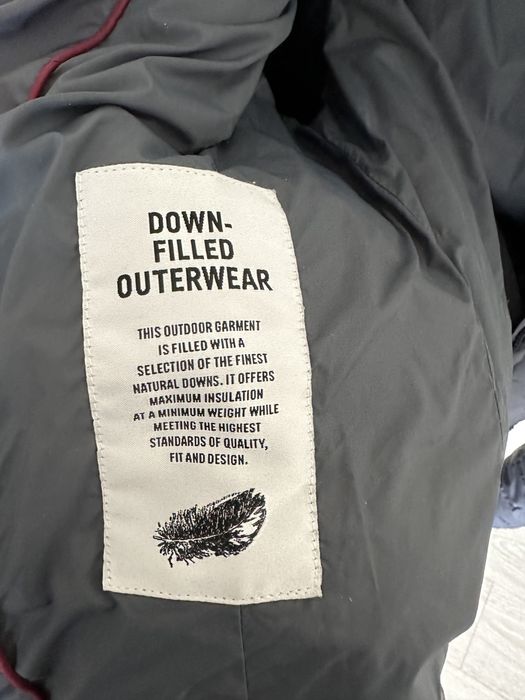 DOWN-
FILLED
OUTERWEAR
THIS OUTDOOR GARMENT
IS FILLED WITH A
SELECTION OF THE FINEST
NATURAL DOWNS. IT OFFERS
MAXIMUM INSULATION
AT A MINIMUM WEIGHT WHILE
MEETING THE HIGHEST
STANDARDS OF QUALITY,
FIT AND DESIGN.